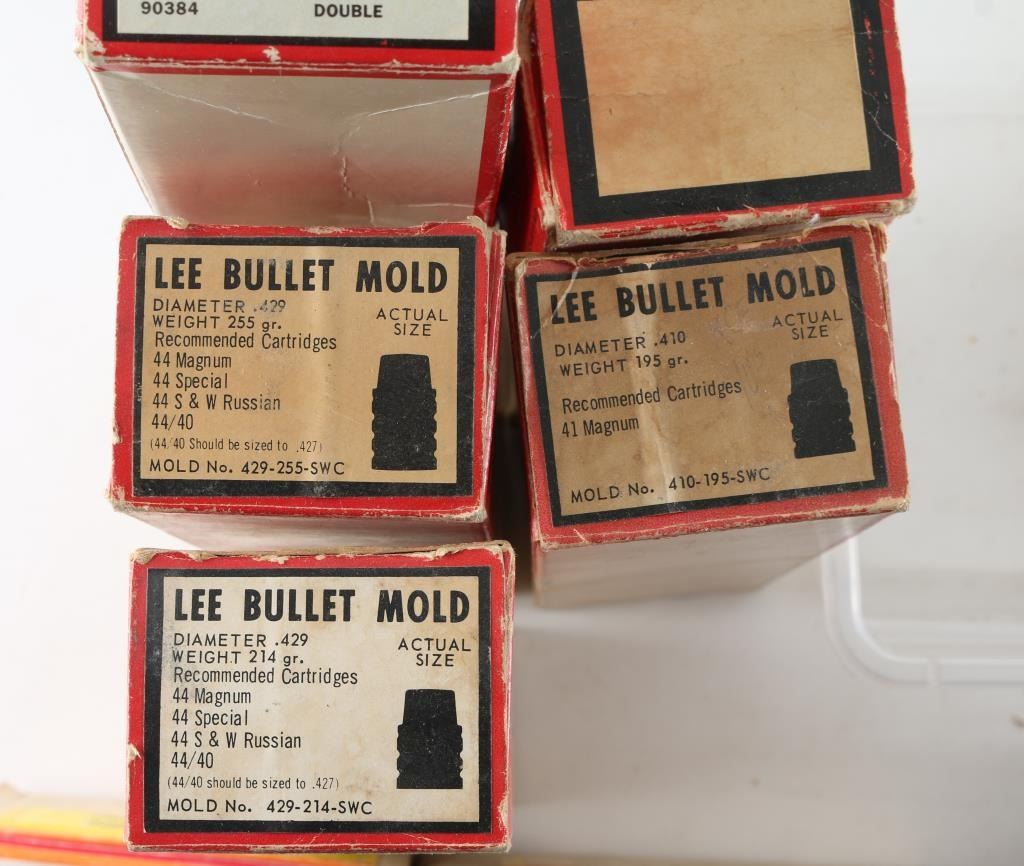 90384 DOUBLE
LEE BULLET MOLD
DIAMETER .429
WEIGHT 255 gr.
ACTUAL
SIZE
Recommended Cartridges
44 Magnum
44 Special
44 S & W Russian
44/40
(44/40 Should be sized to .427)
MOLD No. 429-255-SWC
LEE BULLET MOLD
DIAMETER .410
WEIGHT 195 gr.
ACTUAL
SIZE
Recommended Cartridges
41 Magnum
MOLD No. 410-195-SWC
LEE BULLET MOLD
DIAMETER .429
WEIGHT 214 gr.
ACTUAL
SIZE
Recommended Cartridges
44 Magnum
44 Special
44 S & W Russian
44/40
(44/40 should be sized to .427)
MOLD No. 429-214-SWC